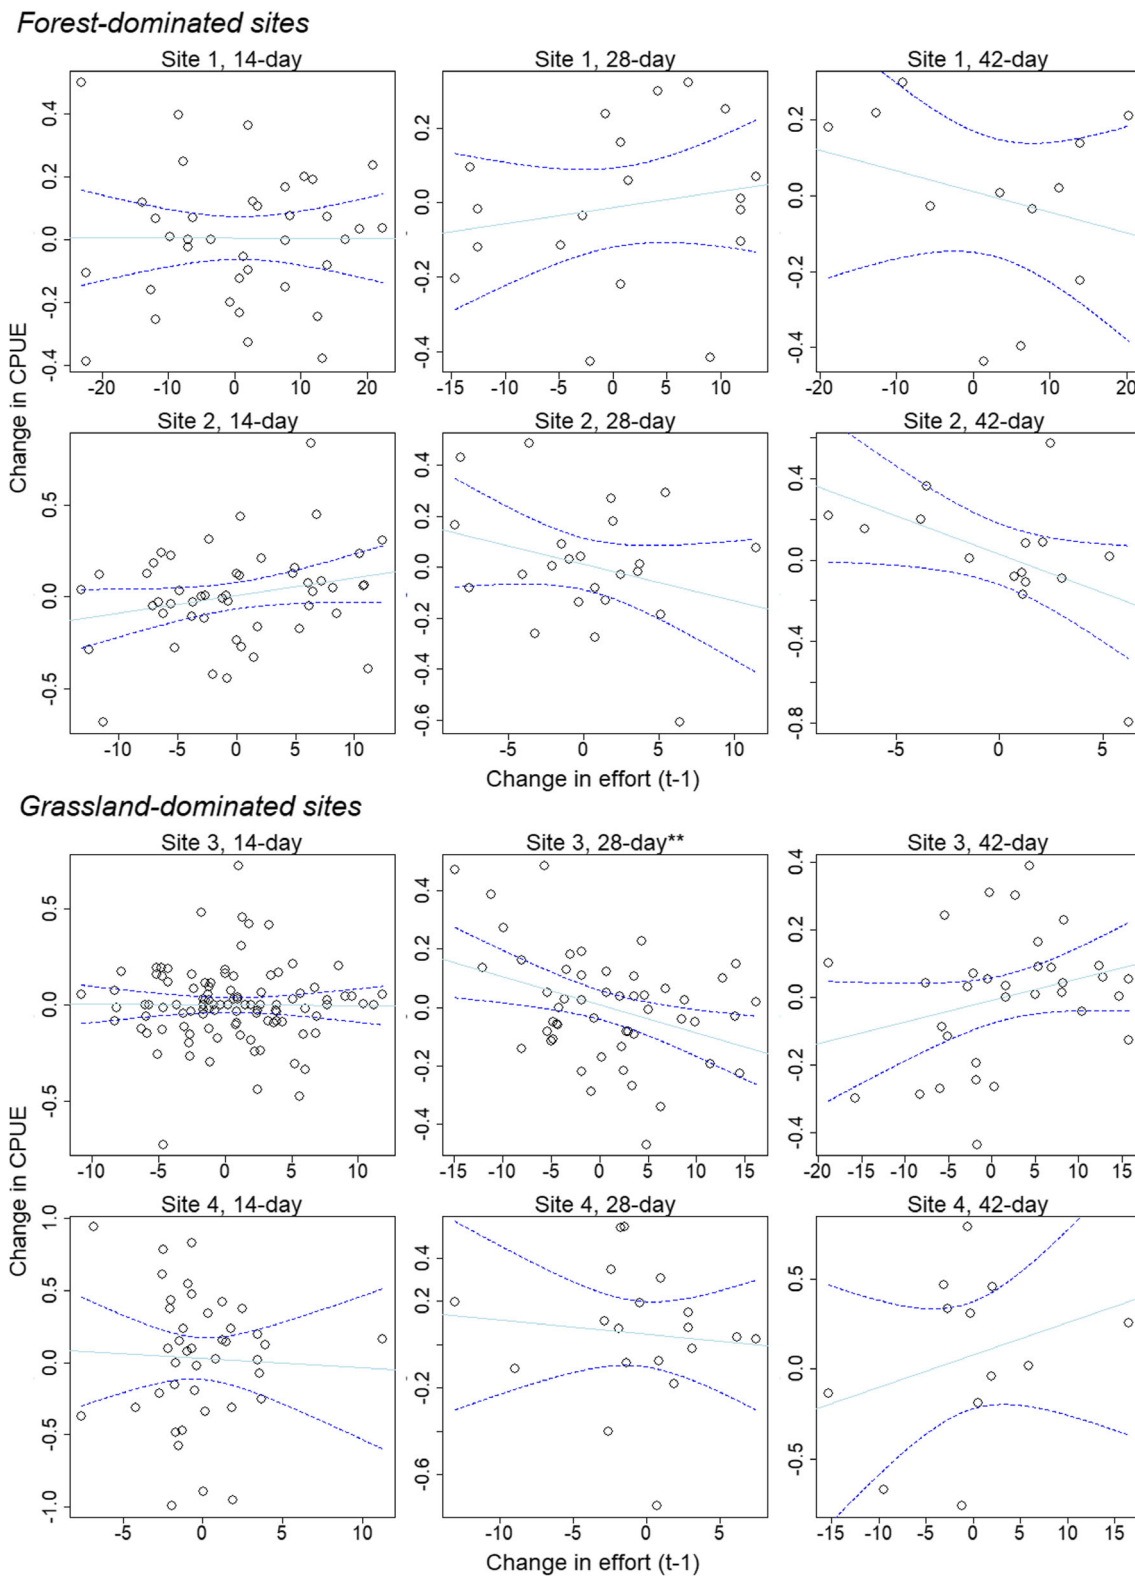 Forest-dominated sites
Site 1, 14-day
Site 1, 28-day
Site 1, 42-day
0.4
0.2
0.0
-0.2
-0.4
-20 -10 0 10 20
0.2
0.0
-0.2
-0.4
-15 -10 -5 0 5 10
0.2
0.0
-0.2
-0.4
-20 -10 0 10 20
Change in CPUE
Site 2, 14-day
Site 2, 28-day
Site 2, 42-day
0.5
0.0
-0.5
-10 -5 0 5 10
0.4
0.2
0.0
-0.2
-0.4
-0.6
-5 0 5 10
0.4
0.0
-0.4
-0.8
-5 0 5
Change in effort (t-1)
Grassland-dominated sites
Site 3, 14-day
Site 3, 28-day**
Site 3, 42-day
0.5
0.0
-0.5
-10 -5 0 5 10
0.4
0.2
0.0
-0.2
-0.4
-15 -10 -5 0 5 10 15
0.4
0.2
0.0
-0.2
-0.4
-20 -15 -10 -5 0 5 10 15
Change in CPUE
Site 4, 14-day
Site 4, 28-day
Site 4, 42-day
1.0
0.5
0.0
-0.5
-1.0
-5 0 5 10
0.4
0.2
-0.2
-0.6
-10 -5 0 5
0.5
0.0
-0.5
-15 -10 -5 0 5 10 15
Change in effort (t-1)